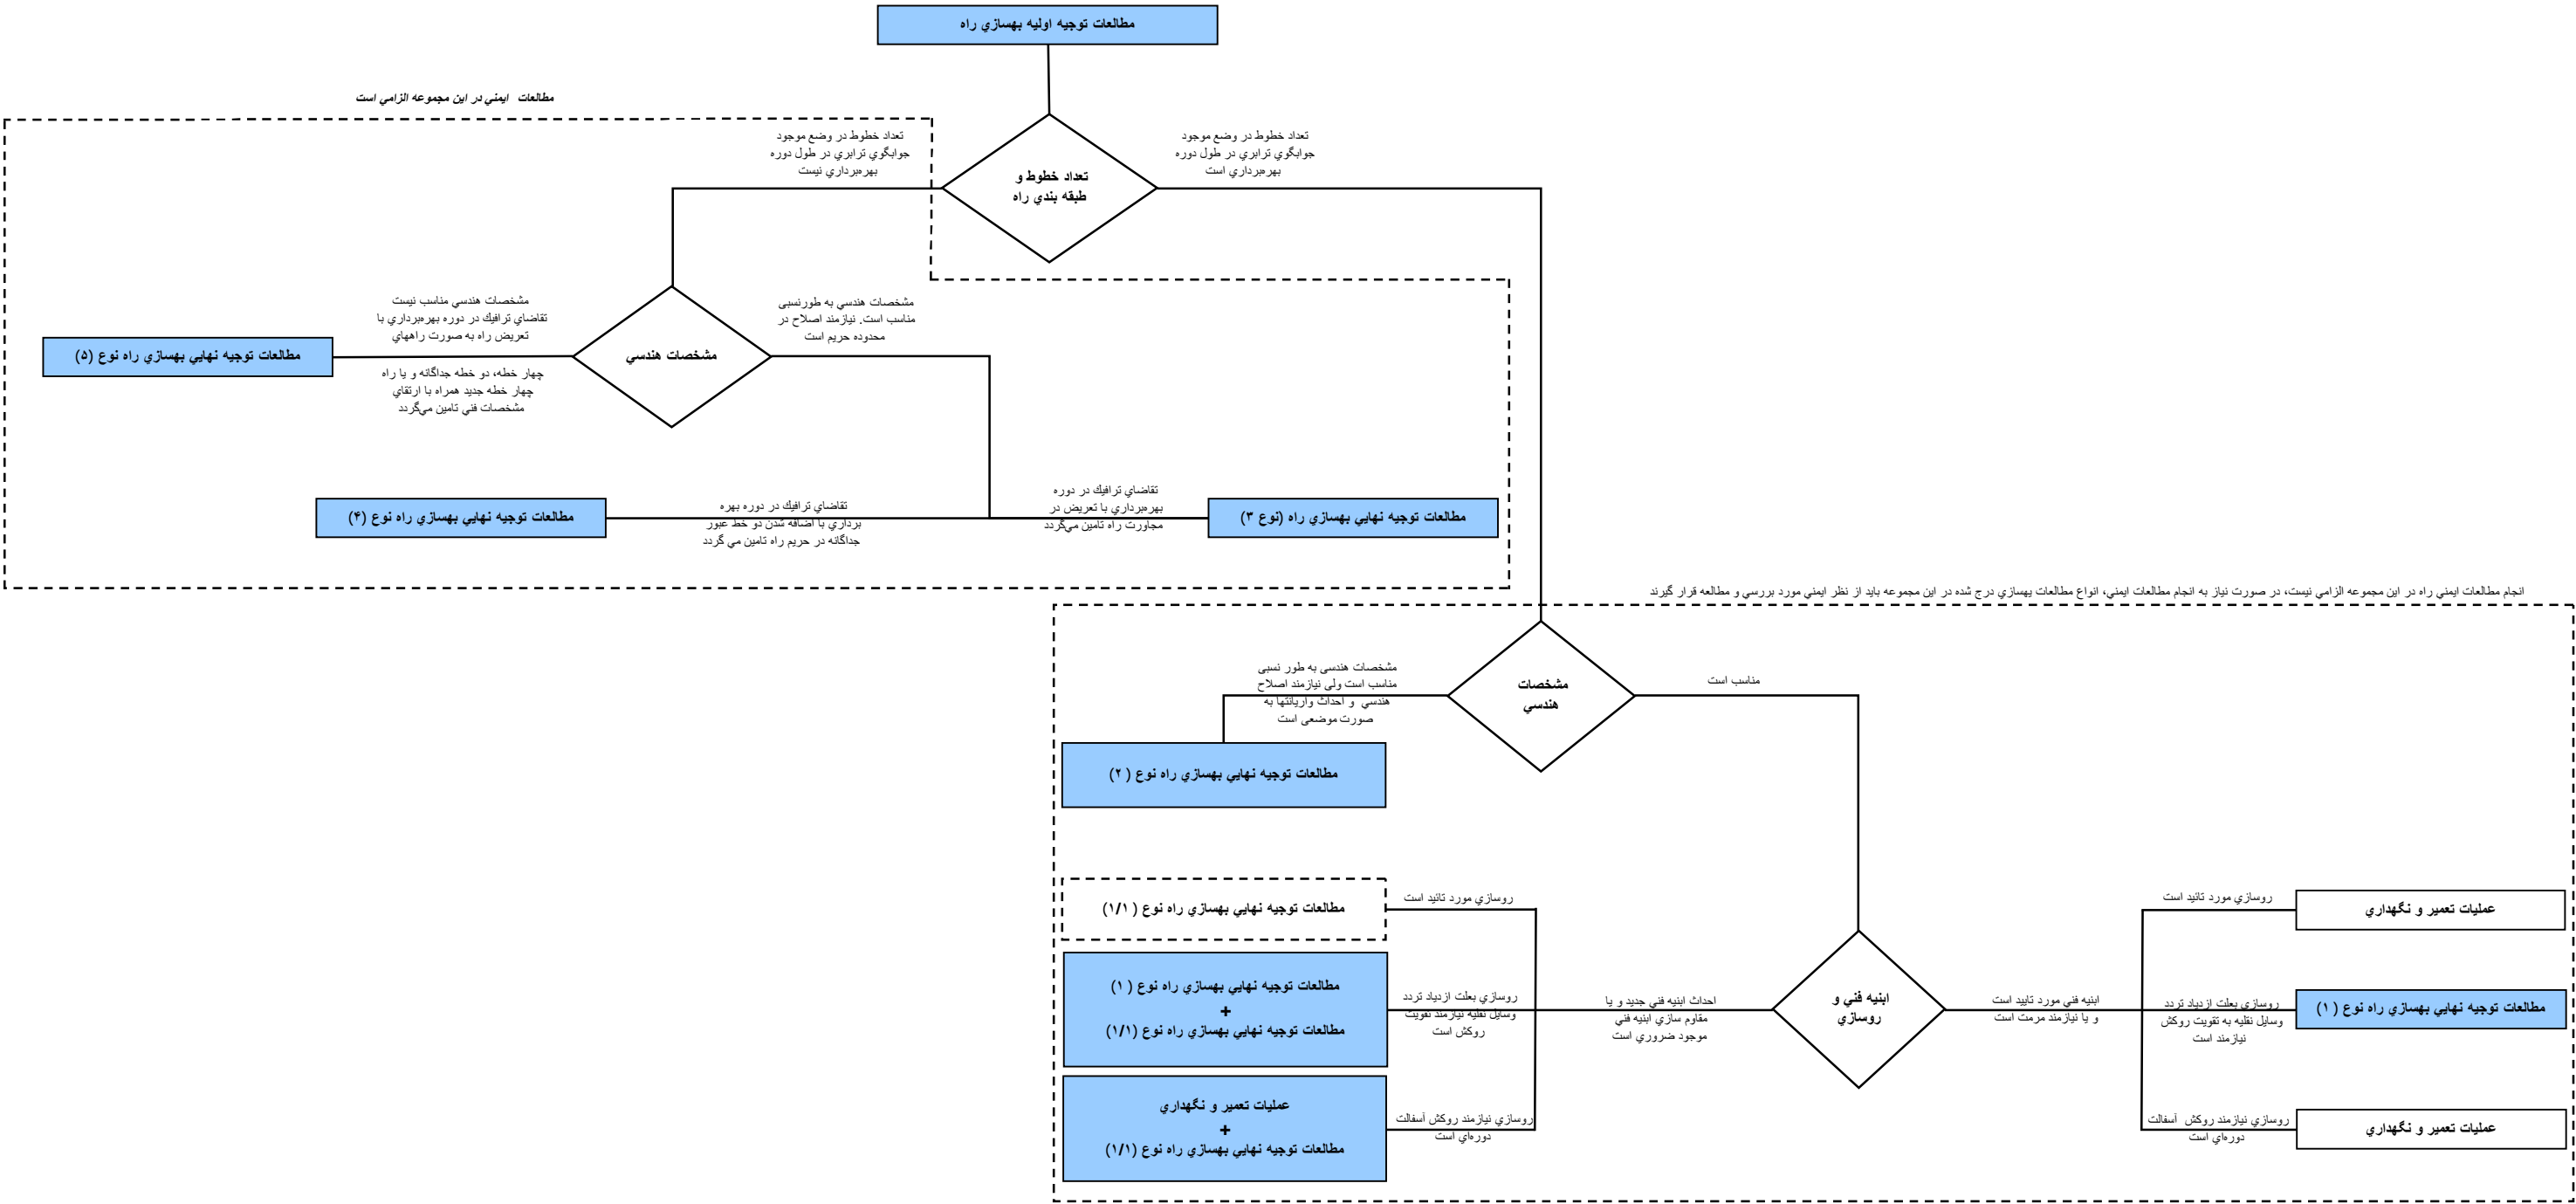 مطالعات توجيه اوليه بهسازي راه
مطالعات ايمني در اين مجموعه الزامي است
تعداد خطوط در وضع موجود
جوابگوي ترابري در طول دوره
بهره‌برداري است
تعداد خطوط در وضع موجود
جوابگوي ترابري در طول دوره
بهره‌برداري نيست
تعداد خطوط و
طبقه بندي راه
مشخصات هندسي به طورنسبی
مناسب است. نيازمند اصلاح در
محدوده حريم است
مشخصات هندسي
مشخصات هندسي مناسب نيست
تقاضاي ترافيك در دوره بهره‌برداري با
تعريض راه به صورت راههاي
چهار خطه، دو خطه جداگانه و يا راه
چهار خطه جديد همراه با ارتقاي
مشخصات فني تامين مي‌گردد
مطالعات توجيه نهايي بهسازي راه نوع (۵)
تقاضاي ترافيك در دوره
بهره‌برداري با تعريض در
مجاورت راه تامين مي‌گردد
مطالعات توجيه نهايي بهسازي راه (نوع ۳)
تقاضاي ترافيك در دوره بهره
برداري با اضافه شدن دو خط عبور
جداگانه در حريم راه تامين مي گردد
مطالعات توجيه نهايي بهسازي راه نوع (۴)
انجام مطالعات ايمني راه در اين مجموعه الزامي نيست، در صورت نياز به انجام مطالعات ايمني، انواع مطالعات بهسازي درج شده در اين مجموعه بايد از نظر ايمني مورد بررسي و مطالعه قرار گيرند
مشخصات
هندسي
مناسب است
مشخصات هندسی به طور نسبی
مناسب است ولی نیازمند اصلاح
هندسي و احداث واريانتها به
صورت موضعی است
مطالعات توجيه نهايي بهسازي راه نوع ( ۲)
ابنيه فني و
روسازي
ابنيه فني مورد تاييد است
و يا نيازمند مرمت است
روسازي مورد تائيد است
عمليات تعمير و نگهداري
روسازي بعلت ازدياد تردد
وسايل نقليه به تقويت روكش
نيازمند است
مطالعات توجيه نهايي بهسازي راه نوع ( ۱)
روسازي نيازمند روكش آسفالت
دوره‌اي است
عمليات تعمير و نگهداري
احداث ابنيه فني جديد و يا
مقاوم سازي ابنيه فني
موجود ضروري است
روسازي مورد تائيد است
مطالعات توجيه نهايي بهسازي راه نوع ( ۱/۱)
روسازي بعلت ازدياد تردد
وسايل نقليه نيازمند تقويت
روكش است
مطالعات توجيه نهايي بهسازي راه نوع ( ۱)
+
مطالعات توجيه نهايي بهسازي راه نوع (۱/۱)
روسازي نيازمند روكش آسفالت
دوره‌اي است
عمليات تعمير و نگهداري
+
مطالعات توجيه نهايي بهسازي راه نوع (۱/۱)